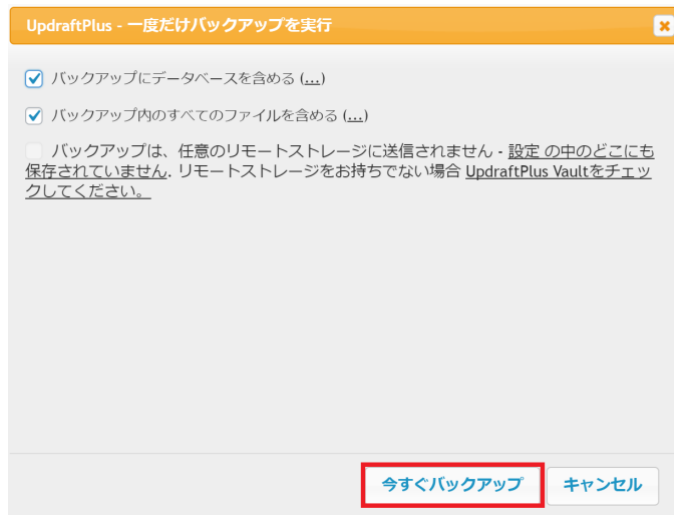 UpdraftPlus - 一度だけバックアップを実行
バックアップにデータベースを含める (...)
バックアップ内のすべてのファイルを含める (...)
バックアップは、任意のリモートストレージに送信されません - 設定 の中のどこにも
保存されていません. リモートストレージをお持ちでない場合 UpdraftPlus Vaultをチェッ
クしてください。
今すぐバックアップ
キャンセル